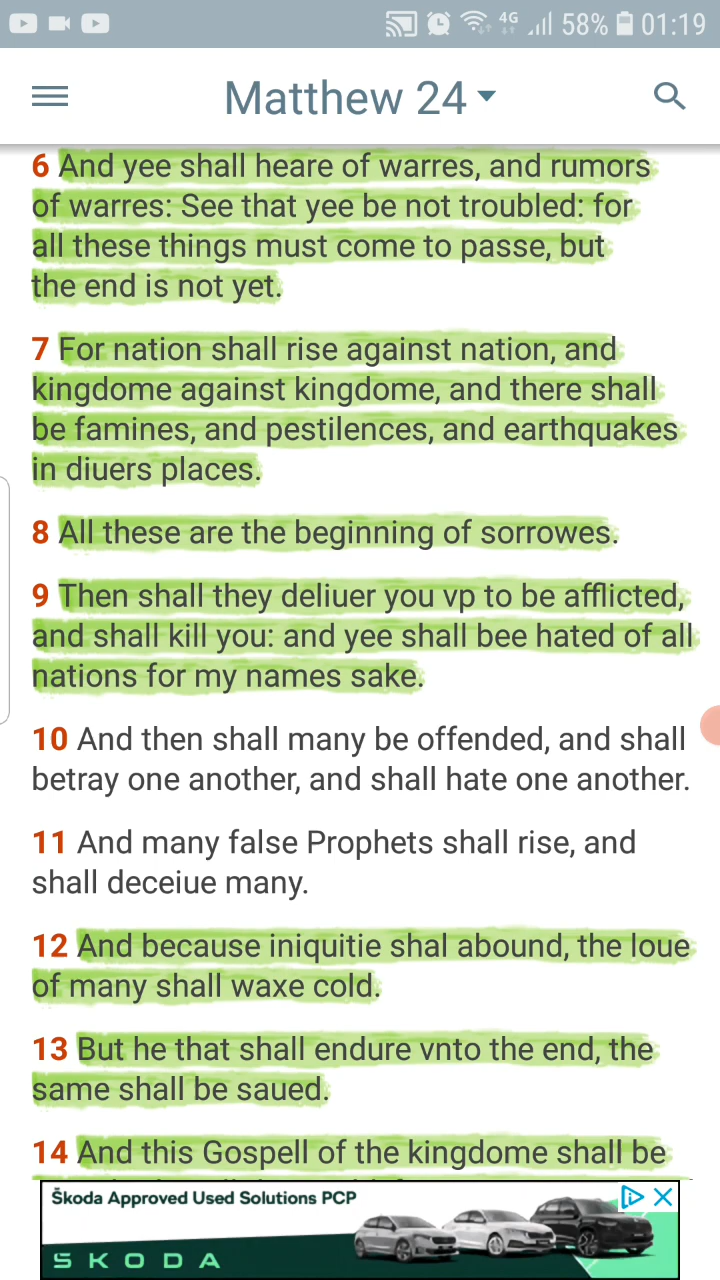 4G 58% 01:19
Matthew 24
6 And yee shall heare of warres, and rumors
of warres: See that yee be not troubled: for
all these things must come to passe, but
the end is not yet.
7 For nation shall rise against nation, and
kingdome against kingdome, and there shall
be famines, and pestilences, and earthquakes
in diuers places.
8 All these are the beginning of sorrowes.
9 Then shall they deliuer you vp to be afflicted,
and shall kill you: and yee shall bee hated of all
nations for my names sake.
10 And then shall many be offended, and shall
betray one another, and shall hate one another.
11 And many false Prophets shall rise, and
shall deceiue many.
12 And because iniquitie shal abound, the loue
of many shall waxe cold.
13 But he that shall endure vnto the end, the
same shall be saued.
14 And this Gospell of the kingdome shall be
Škoda Approved Used Solutions PCP
SKODA